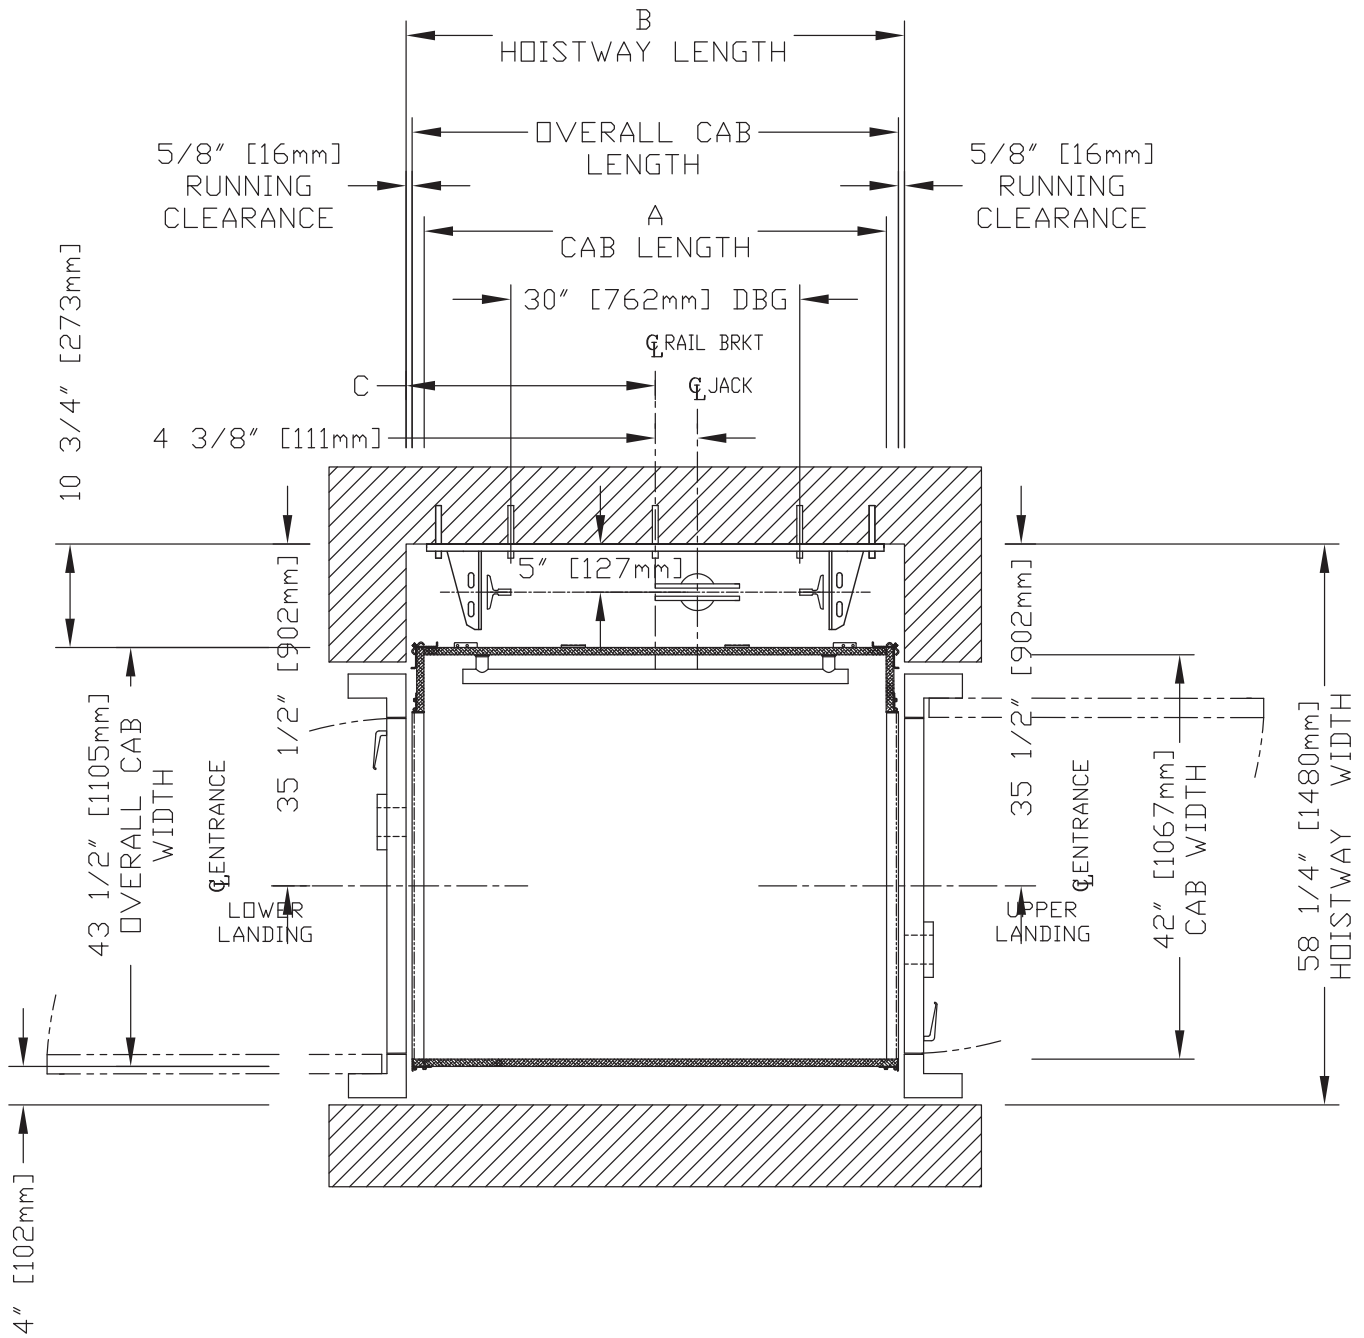 B
HOISTWAY LENGTH
OVERALL CAB
LENGTH
5/8" [16mm]
RUNNING
CLEARANCE
5/8" [16mm]
RUNNING
CLEARANCE
A
CAB LENGTH
30" [762mm] DBG
℄ RAIL BRKT
C
℄ JACK
4 3/8" [111mm]
10 3/4" [273mm]
5" [127mm]
35 1/2" [902mm]
35 1/2" [902mm]
43 1/2" [1105mm]
OVERALL CAB
WIDTH
℄ ENTRANCE
LOWER
LANDING
℄ ENTRANCE
UPPER
LANDING
42" [1067mm]
CAB WIDTH
58 1/4" [1480mm]
HOISTWAY WIDTH
4" [102mm]